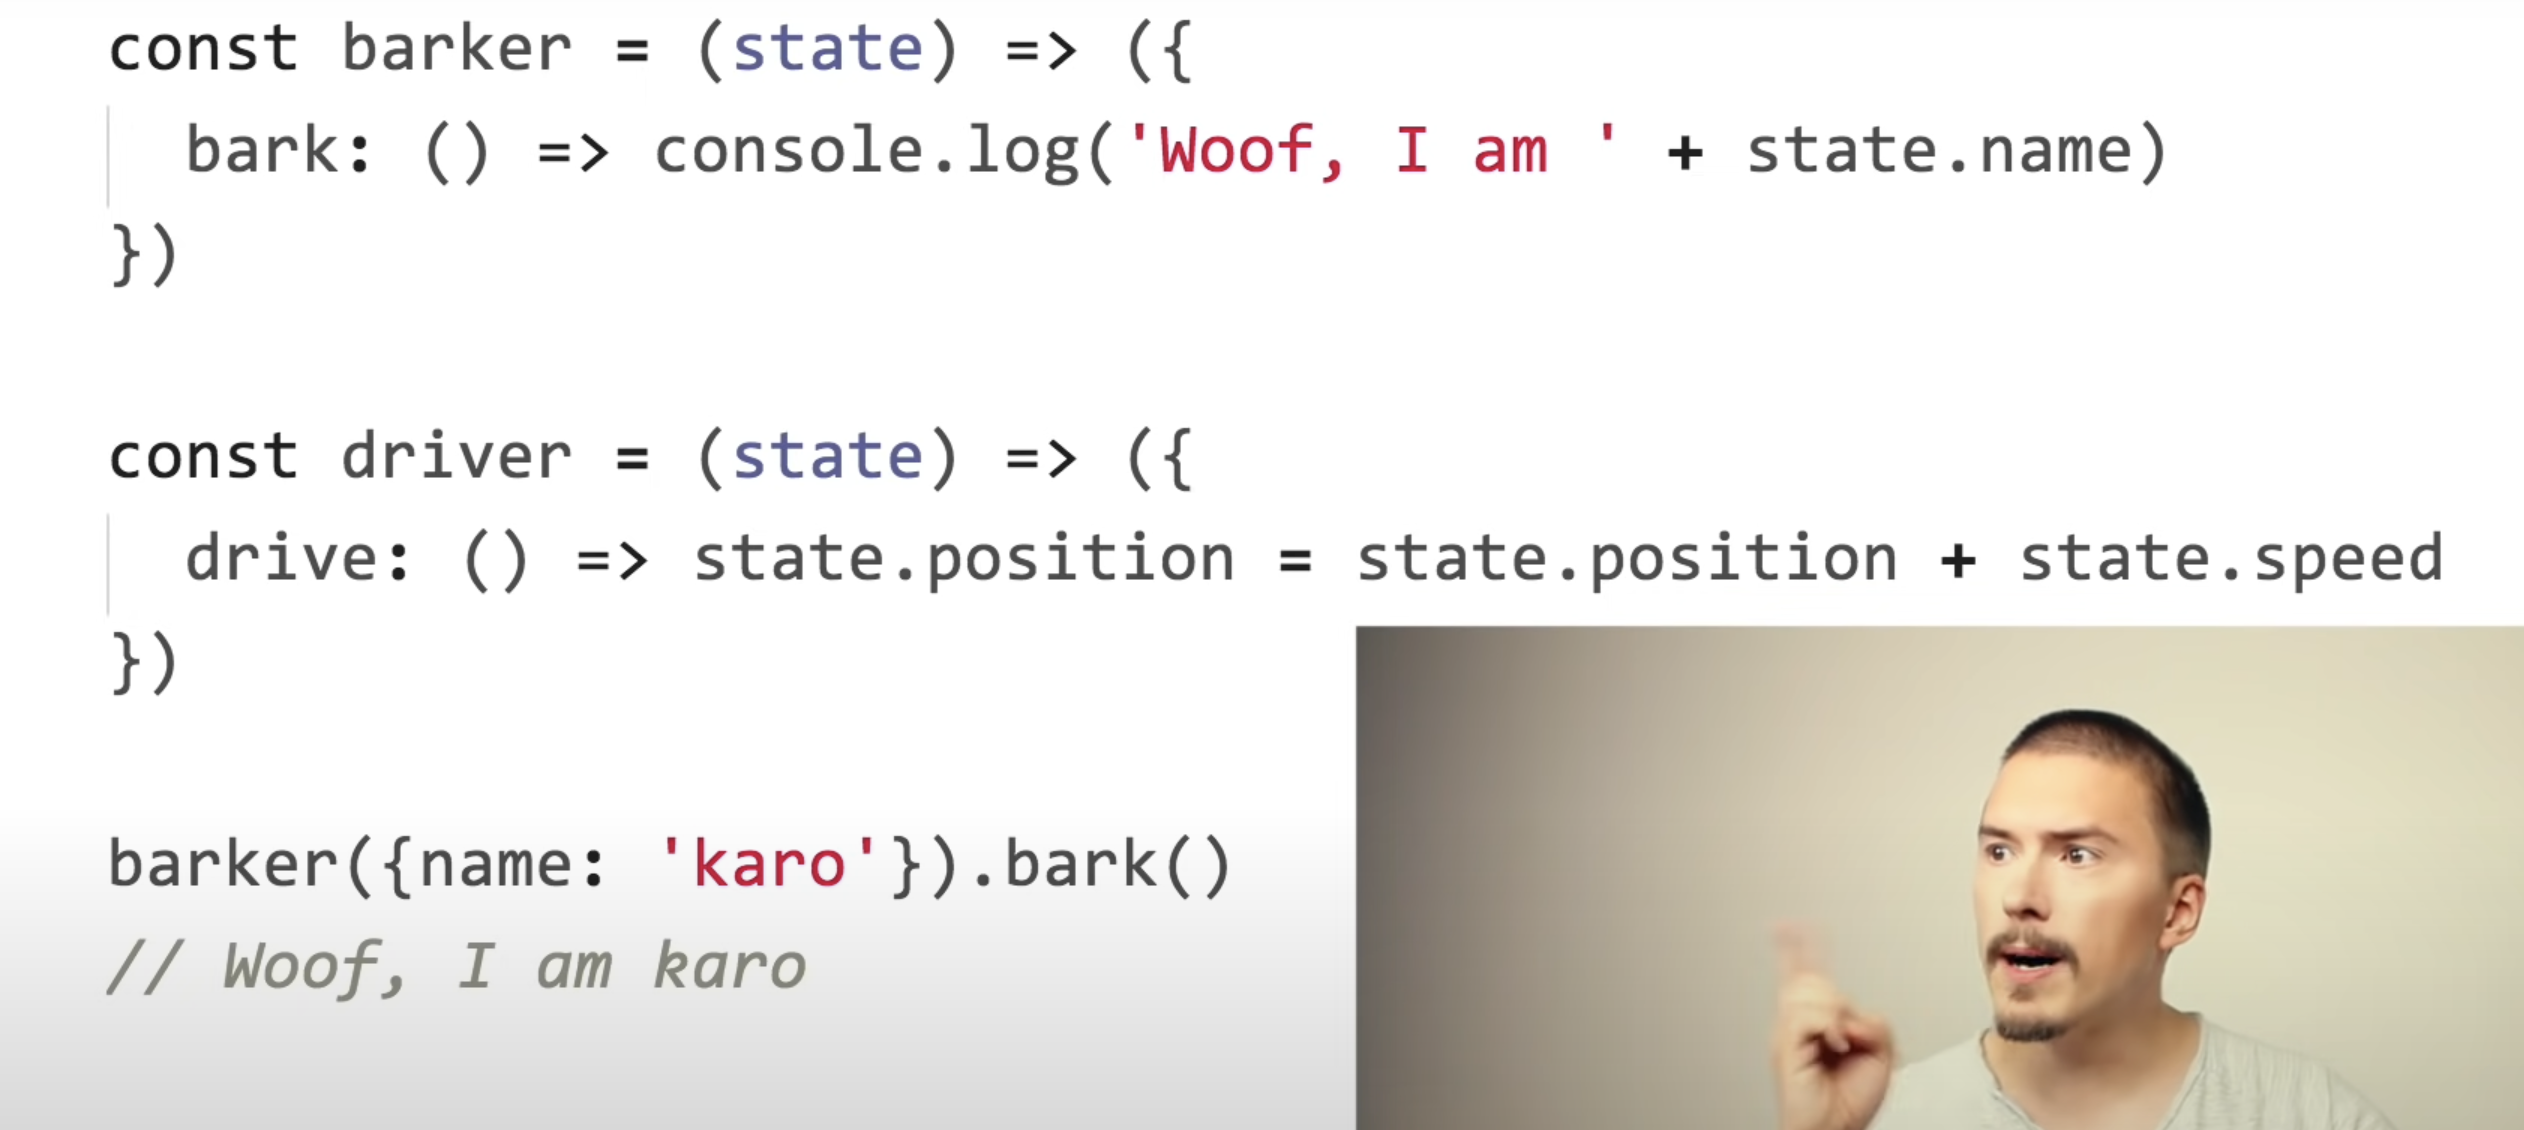 const barker = (state) => ({
bark: () => console.log('Woof, I am ' + state.name)
})
const driver = (state) => ({
drive: () => state.position = state.position + state.speed
})
barker({name: 'karo'}).bark()
// Woof, I am karo